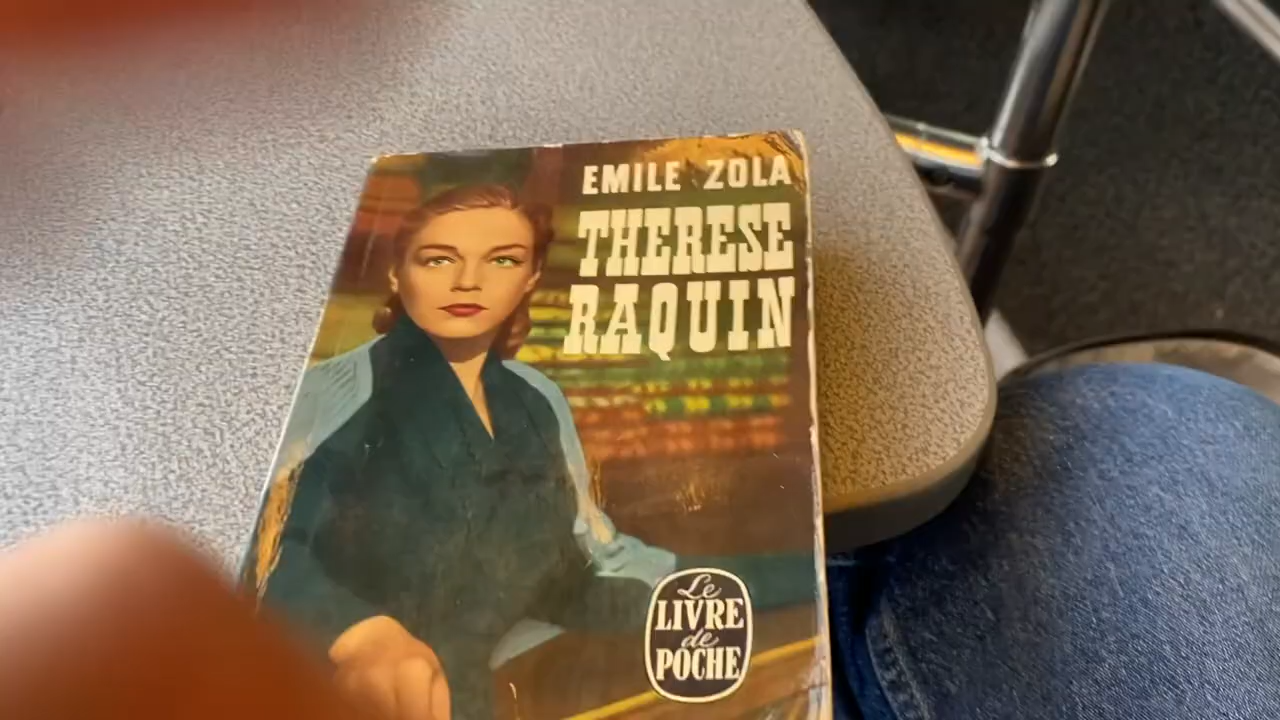 EMILE ZOLA
THERESE
RAQUIN
Le
LIVRE
de
POCHE